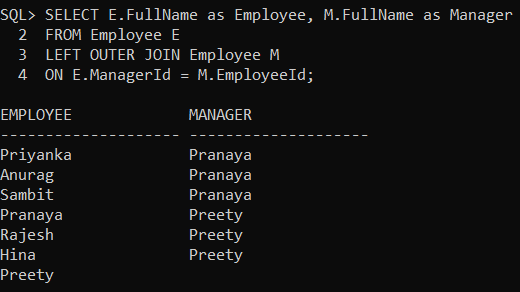 SQL> SELECT E.FullName as Employee, M.FullName as Manager
  2  FROM Employee E
  3  LEFT OUTER JOIN Employee M
  4  ON E.ManagerId = M.EmployeeId;

EMPLOYEE             MANAGER
-------------------- --------------------
Priyanka             Pranaya
Anurag               Pranaya
Sambit               Pranaya
Pranaya              Preety
Rajesh               Preety
Hina                 Preety
Preety